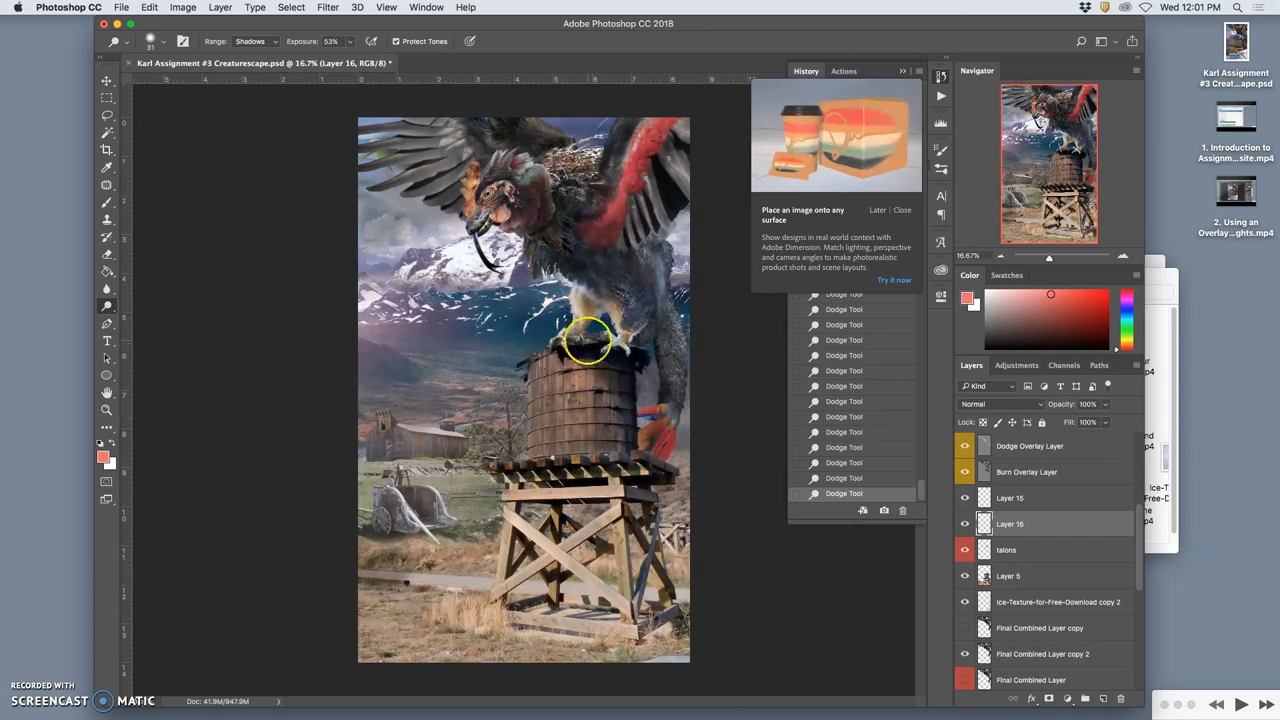 Photoshop CC File Edit Image Layer Type Select Filter 3D View Window Help Wed 12:01 PM
Adobe Photoshop CC 2018
31 Range: Shadows Exposure: 53% Protect Tones
Karl Assignment #3 Creaturescape.psd @ 16.7% (Layer 16, RGB/8) *
History Actions
Place an image onto any
surface
Later | Close
Show designs in real world context with
Adobe Dimension. Match lighting, perspective
and camera angles to make photorealistic
product shots and scene layouts.
Try it now
Dodge Tool
Dodge Tool
Dodge Tool
Dodge Tool
Dodge Tool
Dodge Tool
Dodge Tool
Dodge Tool
Dodge Tool
Dodge Tool
Dodge Tool
Dodge Tool
Dodge Tool
Dodge Tool
Navigator
16.67%
Color Swatches
Layers Adjustments Channels Paths
Kind
Normal Opacity: 100%
Lock: Fill: 100%
Dodge Overlay Layer
Burn Overlay Layer
Layer 15
Layer 16
talons
Layer 5
Ice-Texture-for-Free-Download copy 2
Final Combined Layer copy
Final Combined Layer copy 2
Final Combined Layer
Karl Assignment
#3 Creat...ape.psd
1. Introduction to
Assignm...site.mp4
2. Using an
Overlay...ghts.mp4
Doc: 41.9M/947.9M
RECORDED WITH
SCREENCAST MATIC